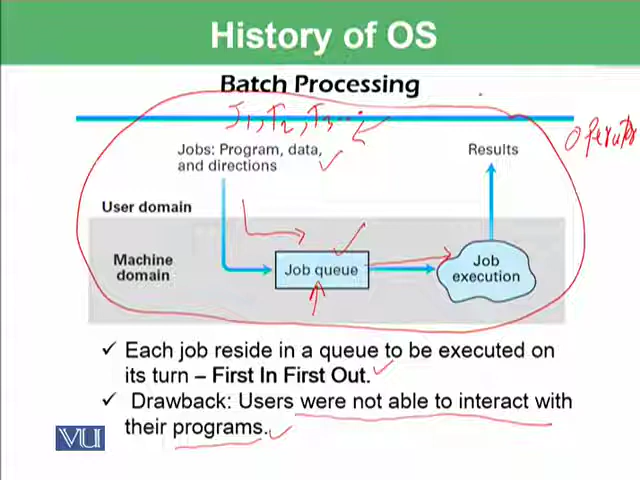 History of OS
Batch Processing
J1, J2, J3...
Operator
Jobs: Program, data,
and directions
Results
User domain
Machine
domain
Job queue
Job
execution
✓ Each job reside in a queue to be executed on
its turn – First In First Out.
✓ Drawback: Users were not able to interact with
their programs.
VU